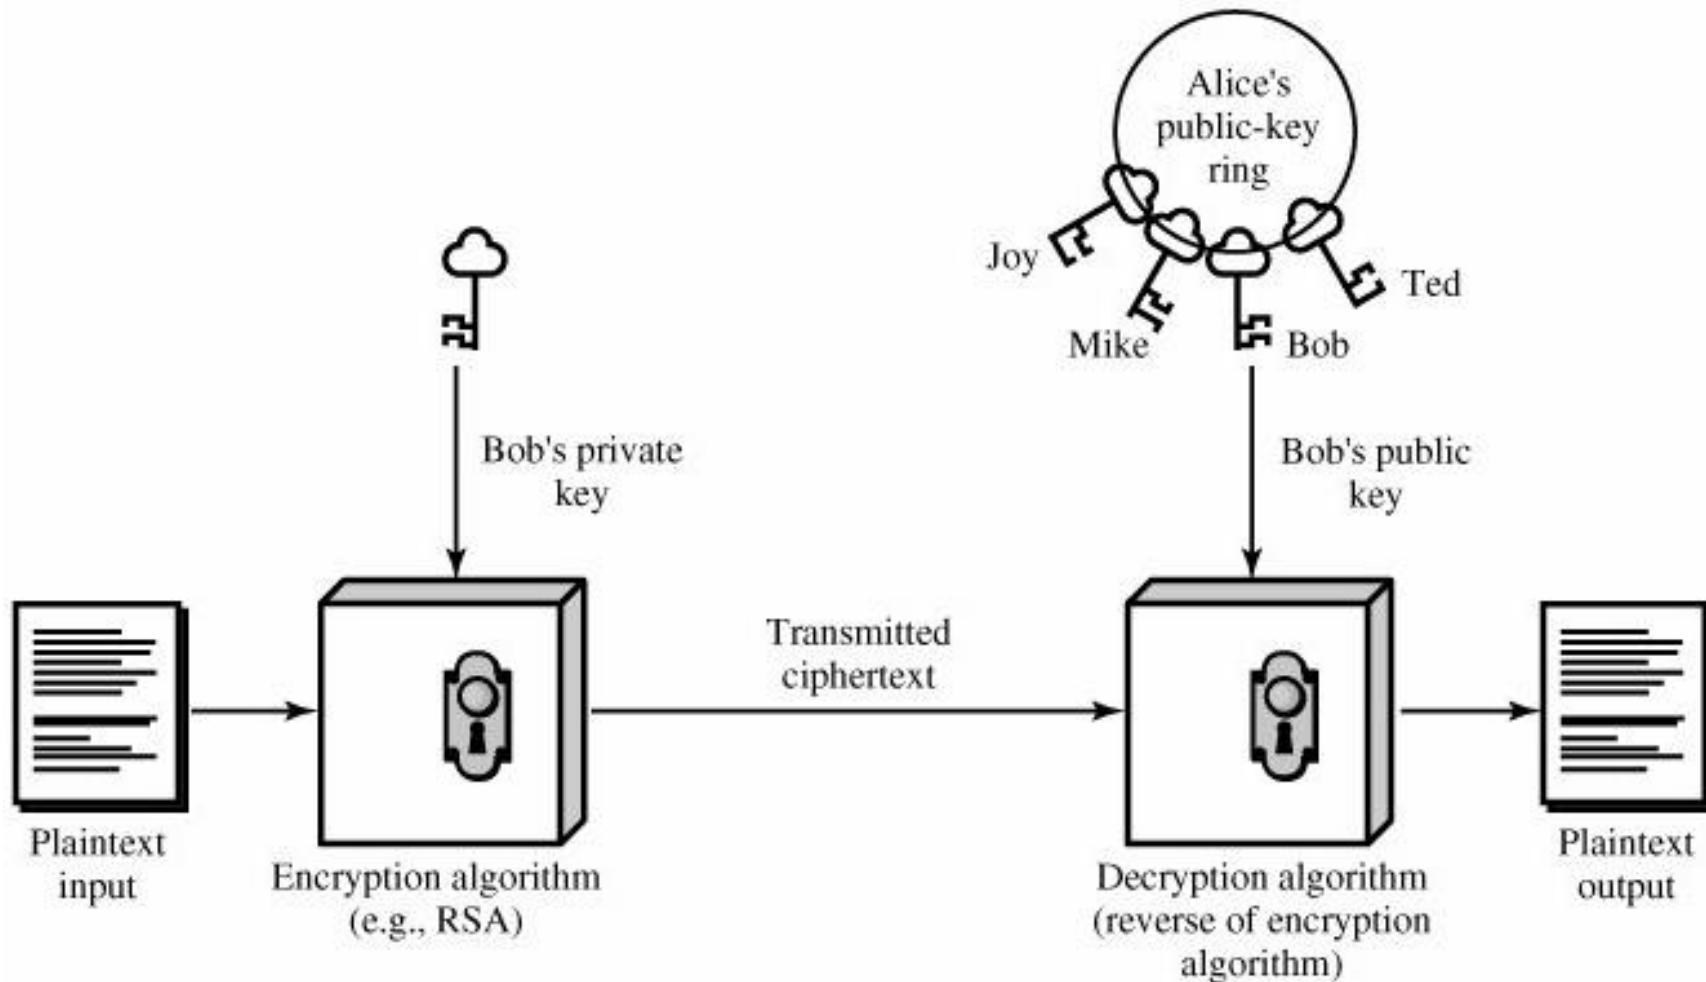 Alice's
public-key
ring
Joy
Mike
Bob
Ted
Bob's private
key
Bob's public
key
Transmitted
ciphertext
Plaintext
input
Encryption algorithm
(e.g., RSA)
Decryption algorithm
(reverse of encryption
algorithm)
Plaintext
output